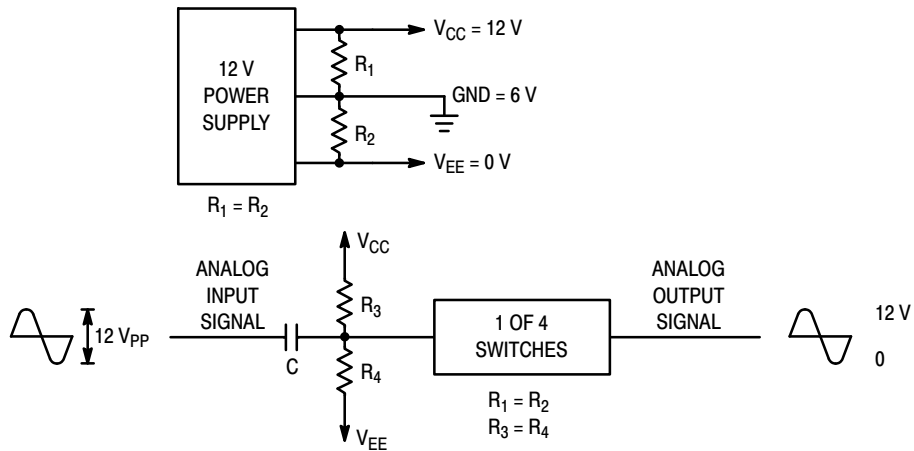 V_CC = 12 V
12 V
POWER
SUPPLY
R_1
GND = 6 V
R_2
V_EE = 0 V
R_1 = R_2
V_CC
ANALOG
INPUT
SIGNAL
ANALOG
OUTPUT
SIGNAL
R_3
12 V
12 V_PP
1 OF 4
SWITCHES
0
C
R_4
R_1 = R_2
R_3 = R_4
V_EE